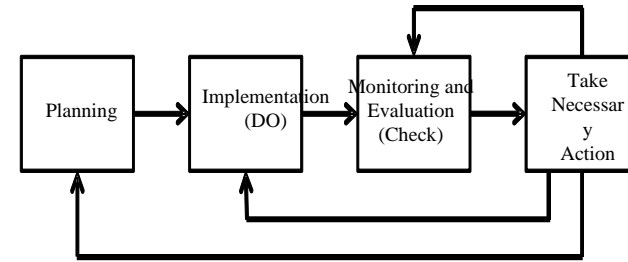 Planning
Implementation
(DO)
Monitoring and
Evaluation
(Check)
Take
Necessar
y
Action